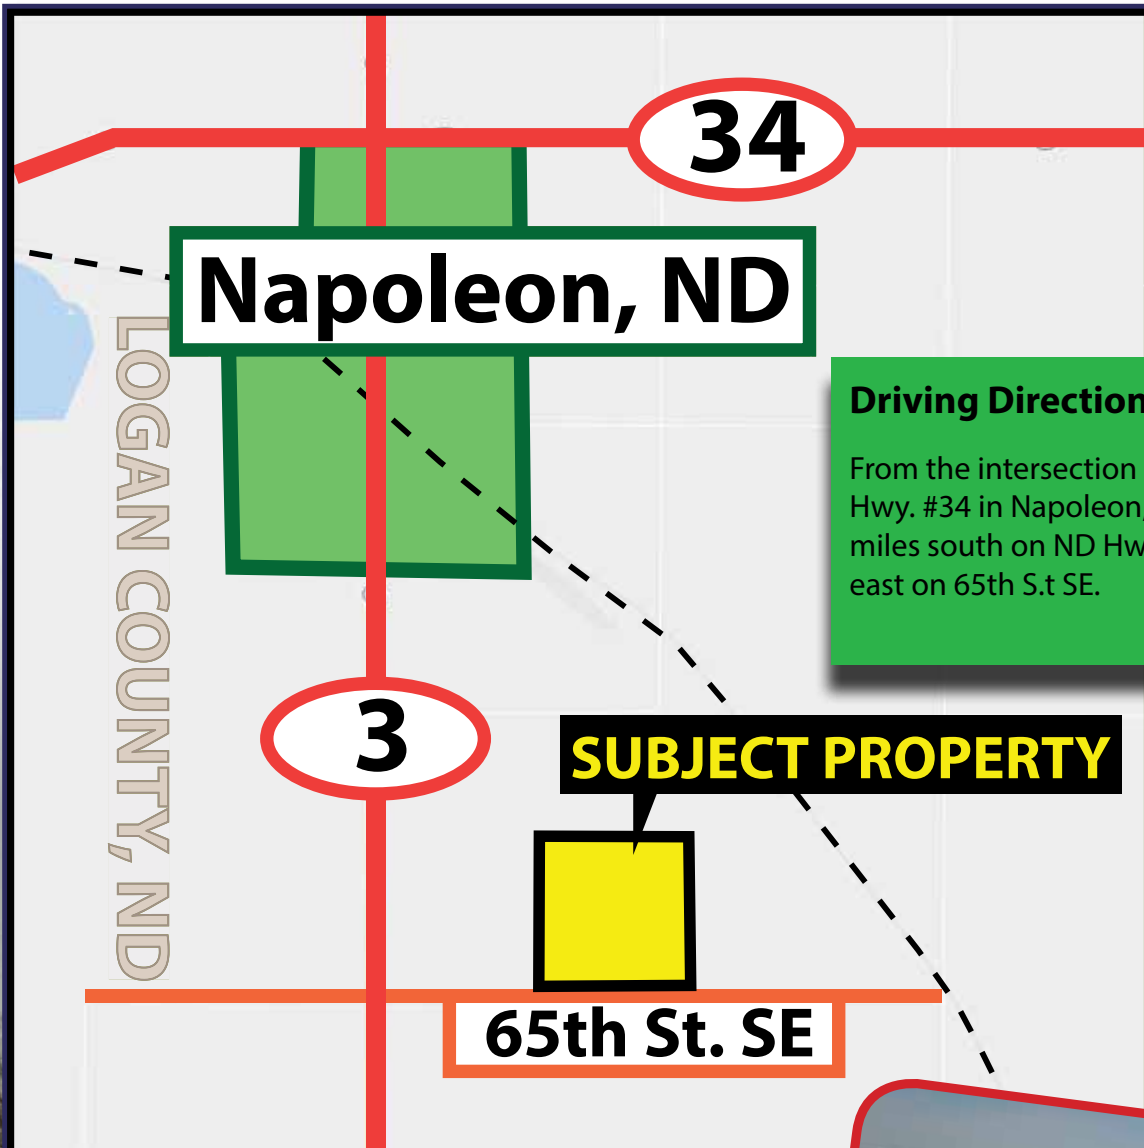 34
Napoleon, ND
LOGAN COUNTY, ND
Driving Direction
From the intersection
Hwy. #34 in Napoleon,
miles south on ND Hw
east on 65th S.t SE.
3
SUBJECT PROPERTY
65th St. SE